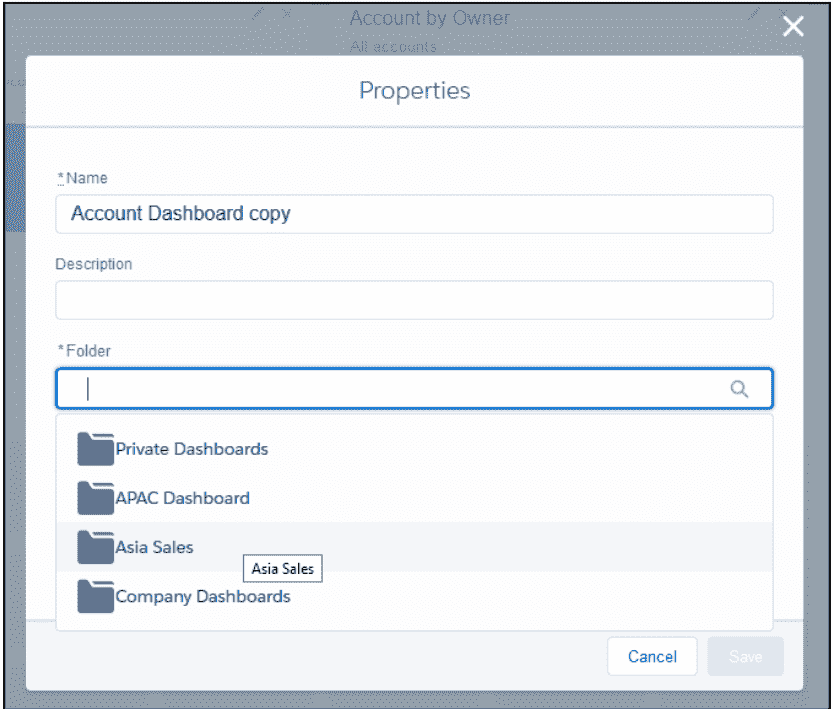 Account by Owner
All accounts
Properties
*Name
Account Dashboard copy
Description
*Folder
Private Dashboards
APAC Dashboard
Asia Sales
Asia Sales
Company Dashboards
Cancel
Save